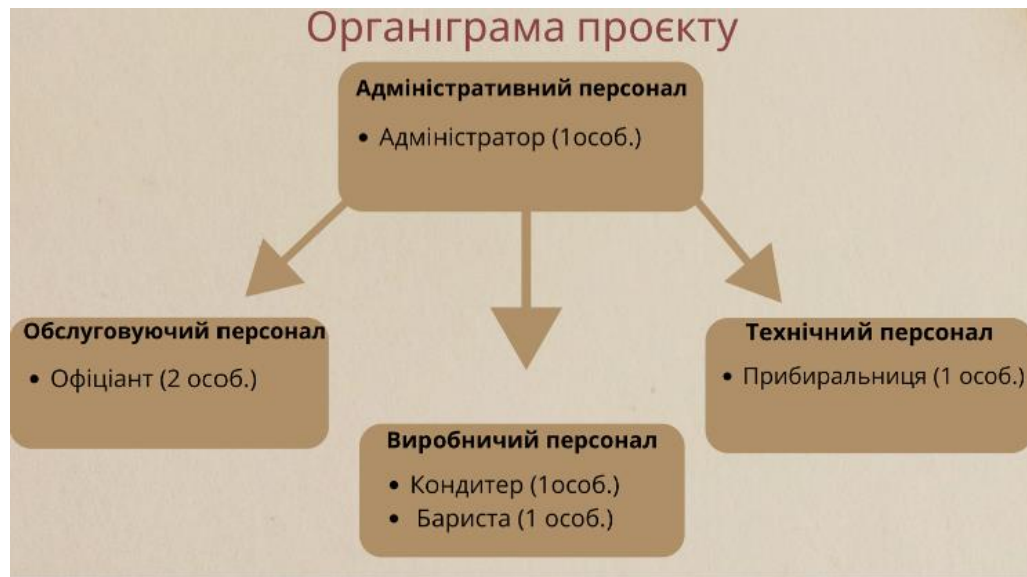 Органіграма проєкту
Адміністративний персонал
• Адміністратор (1особ.)
Обслуговуючий персонал
• Офіціант (2 особ.)
Технічний персонал
• Прибиральниця (1 особ.)
Виробничий персонал
• Кондитер (1особ.)
• Бариста (1 особ.)